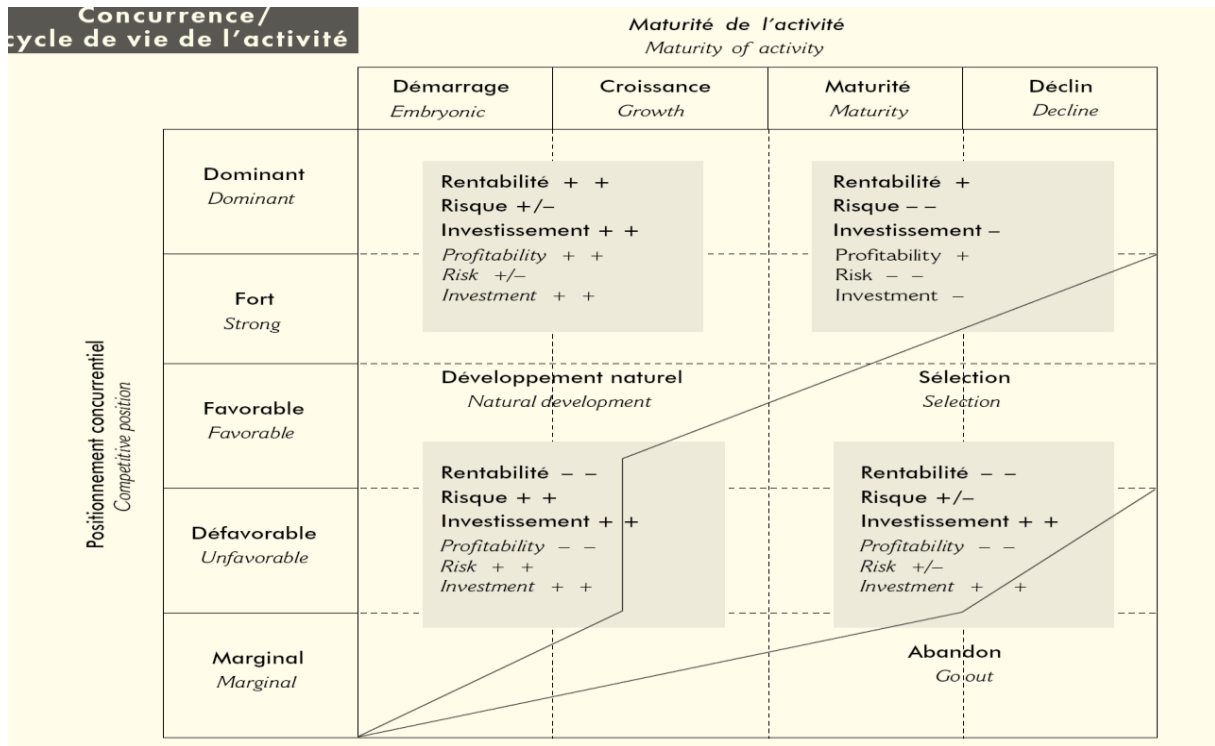 Concurrence/
cycle de vie de l'activité
Maturité de l'activité
Maturity of activity
Démarrage
Embryonic
Croissance
Growth
Maturité
Maturity
Déclin
Decline
Positionnement concurrentiel
Competitive position
Dominant
Dominant
Fort
Strong
Favorable
Favorable
Défavorable
Unfavorable
Marginal
Marginal
Rentabilité + +
Risque +/–
Investissement + +
Profitability + +
Risk +/–
Investment + +
Rentabilité +
Risque – –
Investissement –
Profitability +
Risk – –
Investment –
Développement naturel
Natural development
Sélection
Selection
Rentabilité – –
Risque + +
Investissement + +
Profitability – –
Risk + +
Investment + +
Rentabilité – –
Risque +/–
Investissement + +
Profitability – –
Risk +/–
Investment + +
Abandon
Go out